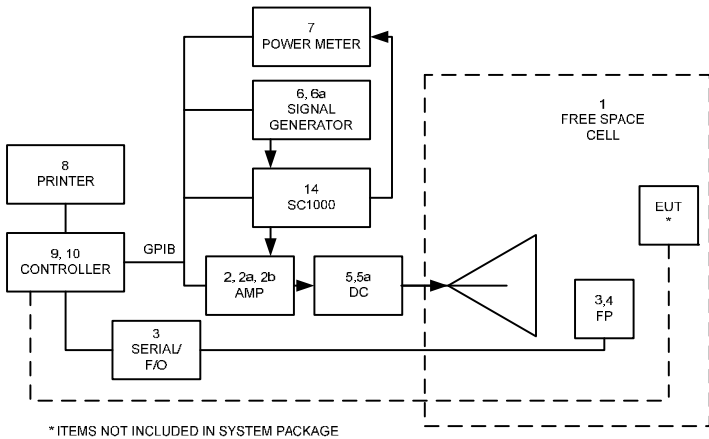 7
POWER METER
6, 6a
SIGNAL
GENERATOR
1
FREE SPACE
CELL
8
PRINTER
14
SC1000
EUT
*
9, 10
CONTROLLER
GPIB
2, 2a, 2b
AMP
5,5a
DC
3,4
FP
3
SERIAL/
F/O
* ITEMS NOT INCLUDED IN SYSTEM PACKAGE